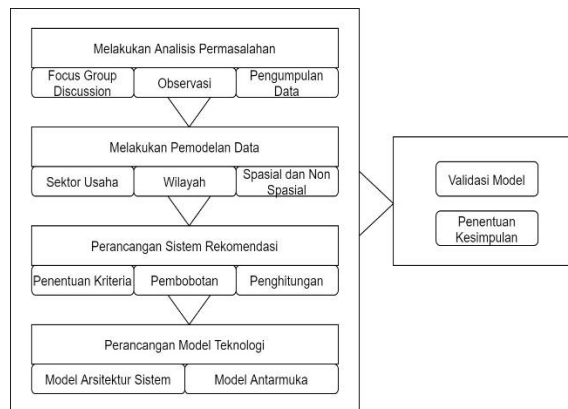 Melakukan Analisis Permasalahan
Focus Group
Discussion
Observasi
Pengumpulan
Data
Melakukan Pemodelan Data
Sektor Usaha
Wilayah
Spasial dan Non
Spasial
Perancangan Sistem Rekomendasi
Penentuan Kriteria
Pembobotan
Penghitungan
Perancangan Model Teknologi
Model Arsitektur Sistem
Model Antarmuka
Validasi Model
Penentuan
Kesimpulan